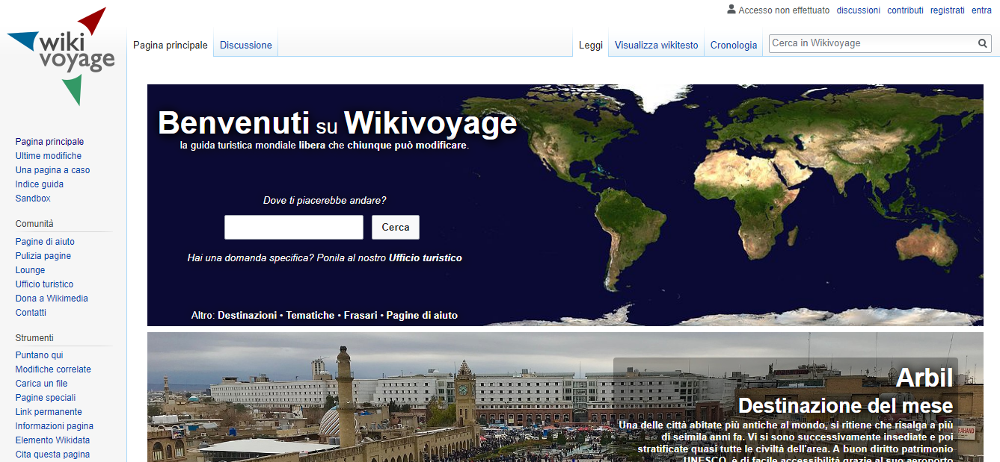 wiki
voyage
Accesso non effettuato discussioni contributi registrati entra
Pagina principale Discussione Leggi Visualizza wikitesto Cronologia Cerca in Wikivoyage
Benvenuti su Wikivoyage
la guida turistica mondiale libera che chiunque può modificare.
Dove ti piacerebbe andare?
Cerca
Hai una domanda specifica? Ponila al nostro Ufficio turistico
Altro: Destinazioni • Tematiche • Frasari • Pagine di aiuto
Pagina principale
Ultime modifiche
Una pagina a caso
Indice guida
Sandbox
Comunità
Pagine di aiuto
Pulizia pagine
Lounge
Ufficio turistico
Dona a Wikimedia
Contatti
Strumenti
Puntano qui
Modifiche correlate
Carica un file
Pagine speciali
Link permanente
Informazioni pagina
Elemento Wikidata
Cita questa pagina
Arbil
Destinazione del mese
Una delle città abitate più antiche al mondo, si ritiene che risalga a più
di seimila anni fa. Vi si sono successivamente insediate e poi
stratificate quasi tutte le civiltà dell'area. A buon diritto patrimonio
UNESCO, è di facile accessibilità grazie al suo aeroporto